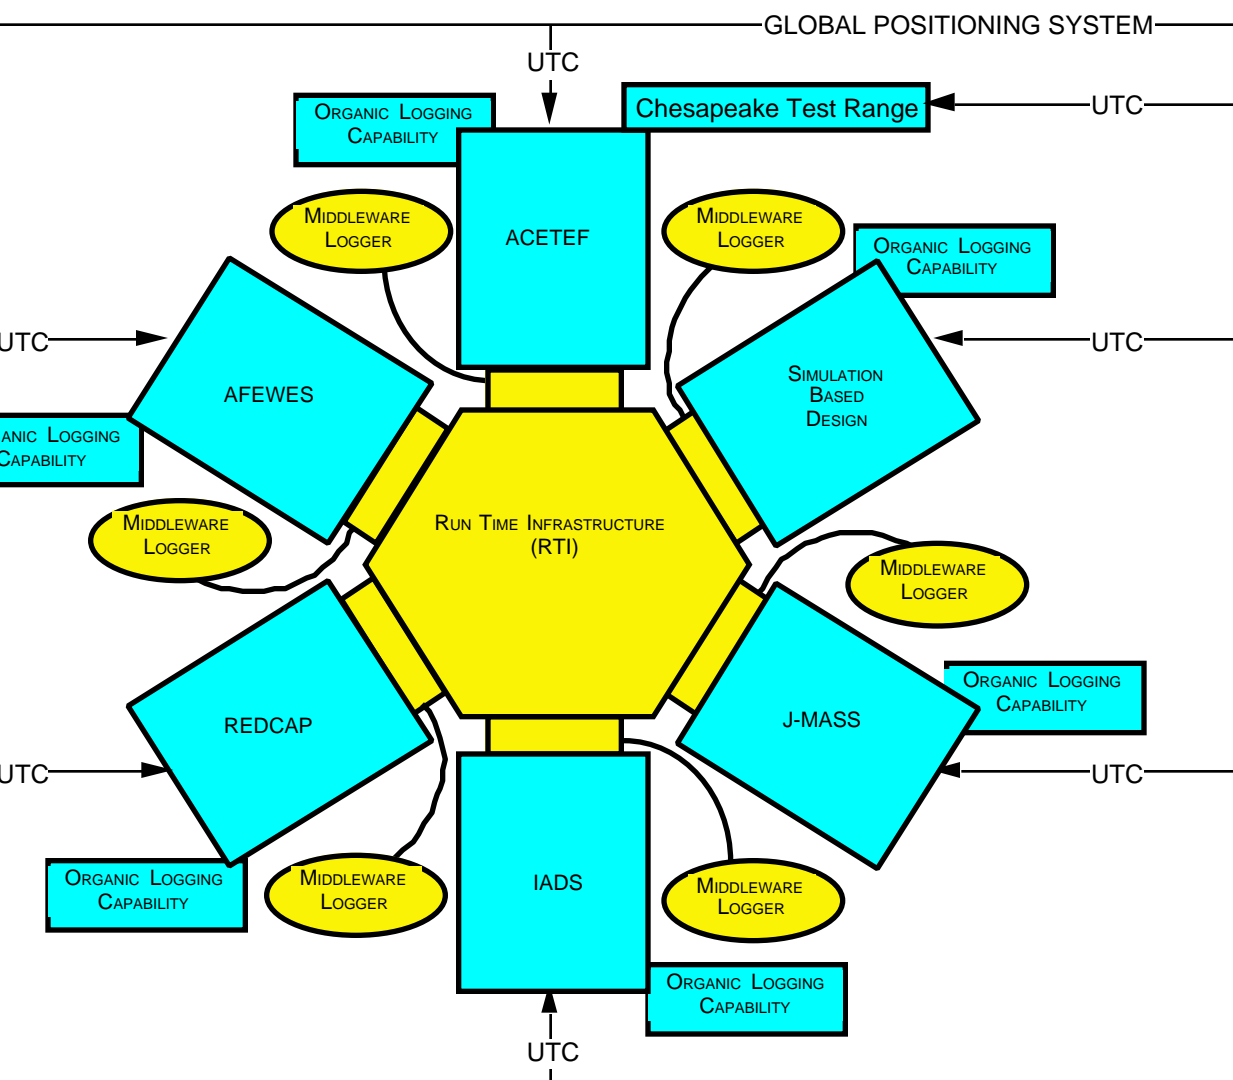 GLOBAL POSITIONING SYSTEM
UTC
Organic Logging
Capability
Chesapeake Test Range
UTC
Middleware
Logger
ACETEF
Middleware
Logger
Organic Logging
Capability
UTC
UTC
AFEWES
Simulation
Based
Design
anic Logging
Capability
Middleware
Logger
Run Time Infrastructure
(RTI)
Middleware
Logger
Organic Logging
Capability
REDCAP
J-MASS
UTC
UTC
Organic Logging
Capability
Middleware
Logger
IADS
Middleware
Logger
Organic Logging
Capability
UTC